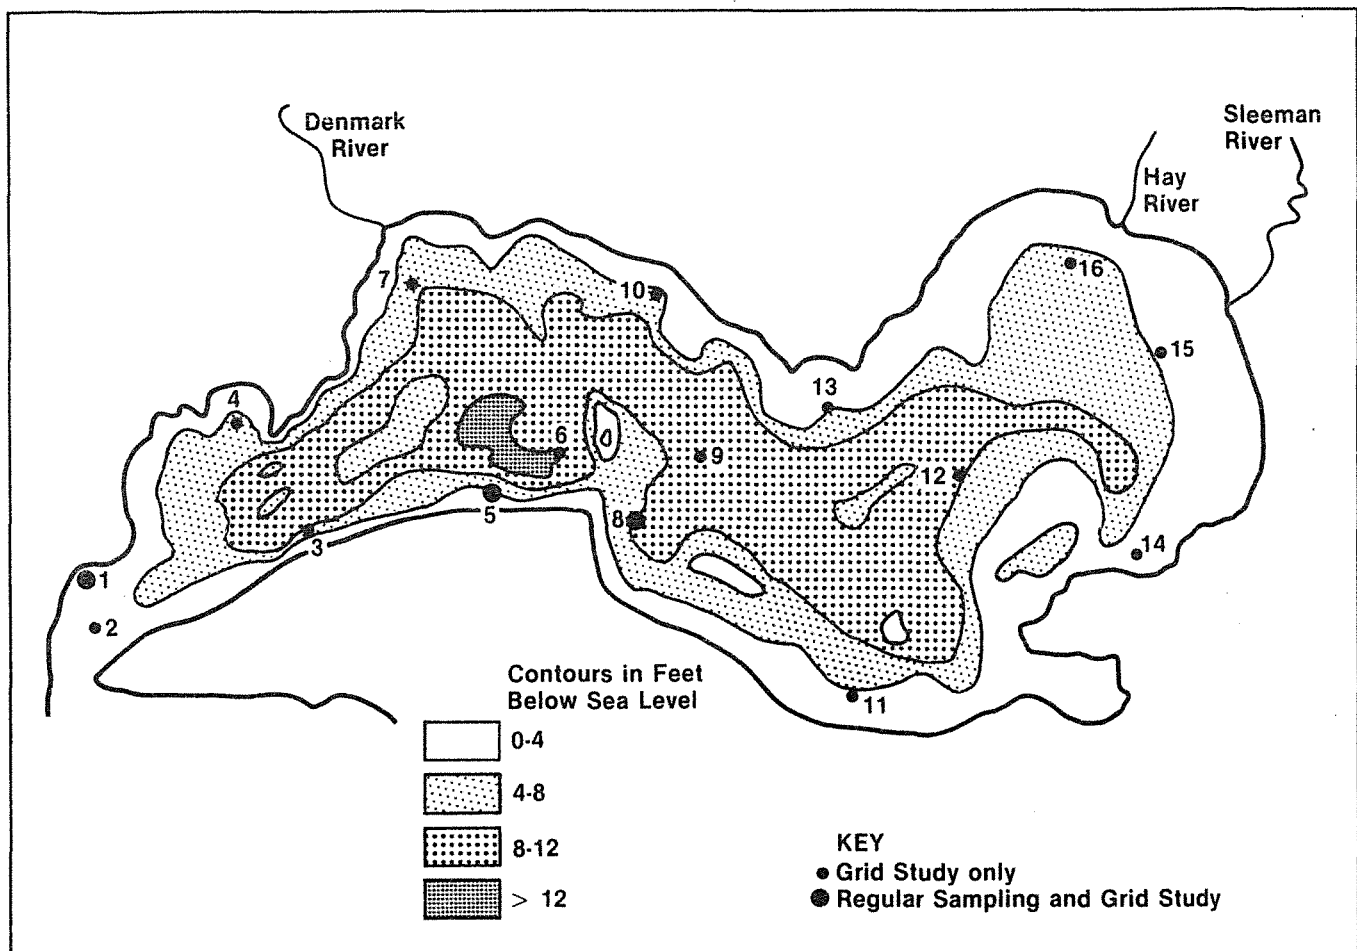 Denmark
River
Sleeman
River
Hay
River
7
10
16
15
13
4
6
9
12
5
8
3
14
1
2
11
Contours in Feet
Below Sea Level
0-4
4-8
8-12
> 12
KEY
Grid Study only
Regular Sampling and Grid Study